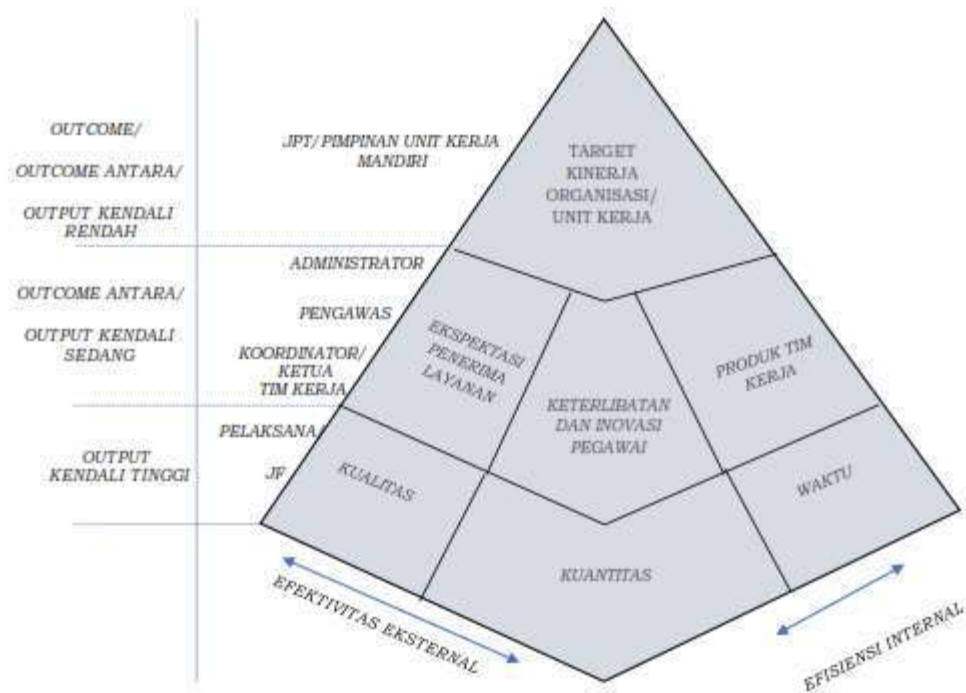 OUTCOME/
OUTCOME ANTARA/
OUTPUT KENDALI
RENDAH
JPT/PIMPINAN UNIT KERJA
MANDIRI
TARGET
KINERJA
ORGANISASI/
UNIT KERJA
OUTCOME ANTARA/
OUTPUT KENDALI
SEDANG
ADMINISTRATOR
PENGAWAS
KOORDINATOR/
KETUA
TIM KERJA
EKSPEKTASI
PENERIMA
LAYANAN
KETERLIBATAN
DAN INOVASI
PEGAWAI
PRODUK TIM
KERJA
OUTPUT
KENDALI TINGGI
PELAKSANA/
JF
KUALITAS
KUANTITAS
WAKTU
EFEKTIVITAS EKSTERNAL
EFISIENSI INTERNAL